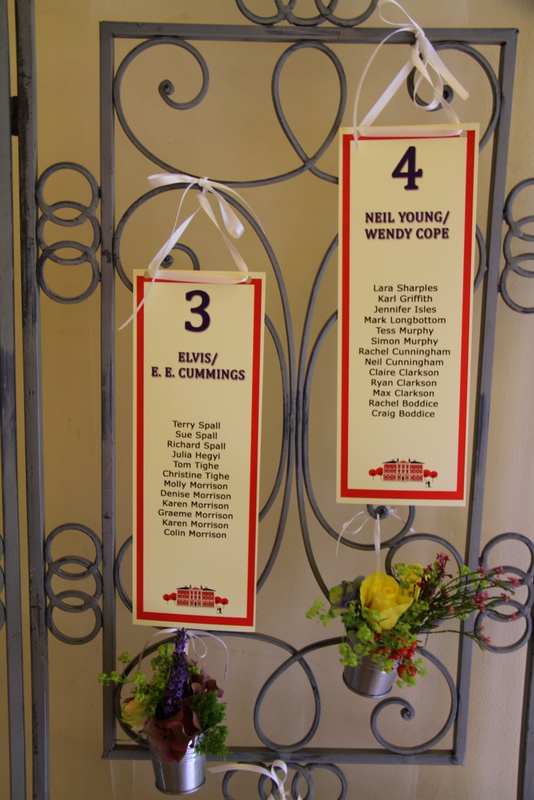 3
ELVIS/
E. E. CUMMINGS
Terry Spall
Sue Spall
Richard Spall
Julia Hegyi
Tom Tighe
Christine Tighe
Molly Morrison
Denise Morrison
Karen Morrison
Graeme Morrison
Karen Morrison
Colin Morrison
4
NEIL YOUNG/
WENDY COPE
Lara Sharples
Karl Griffith
Jennifer Isles
Mark Longbottom
Tess Murphy
Simon Murphy
Rachel Cunningham
Neil Cunningham
Claire Clarkson
Ryan Clarkson
Max Clarkson
Rachel Boddice
Craig Boddice